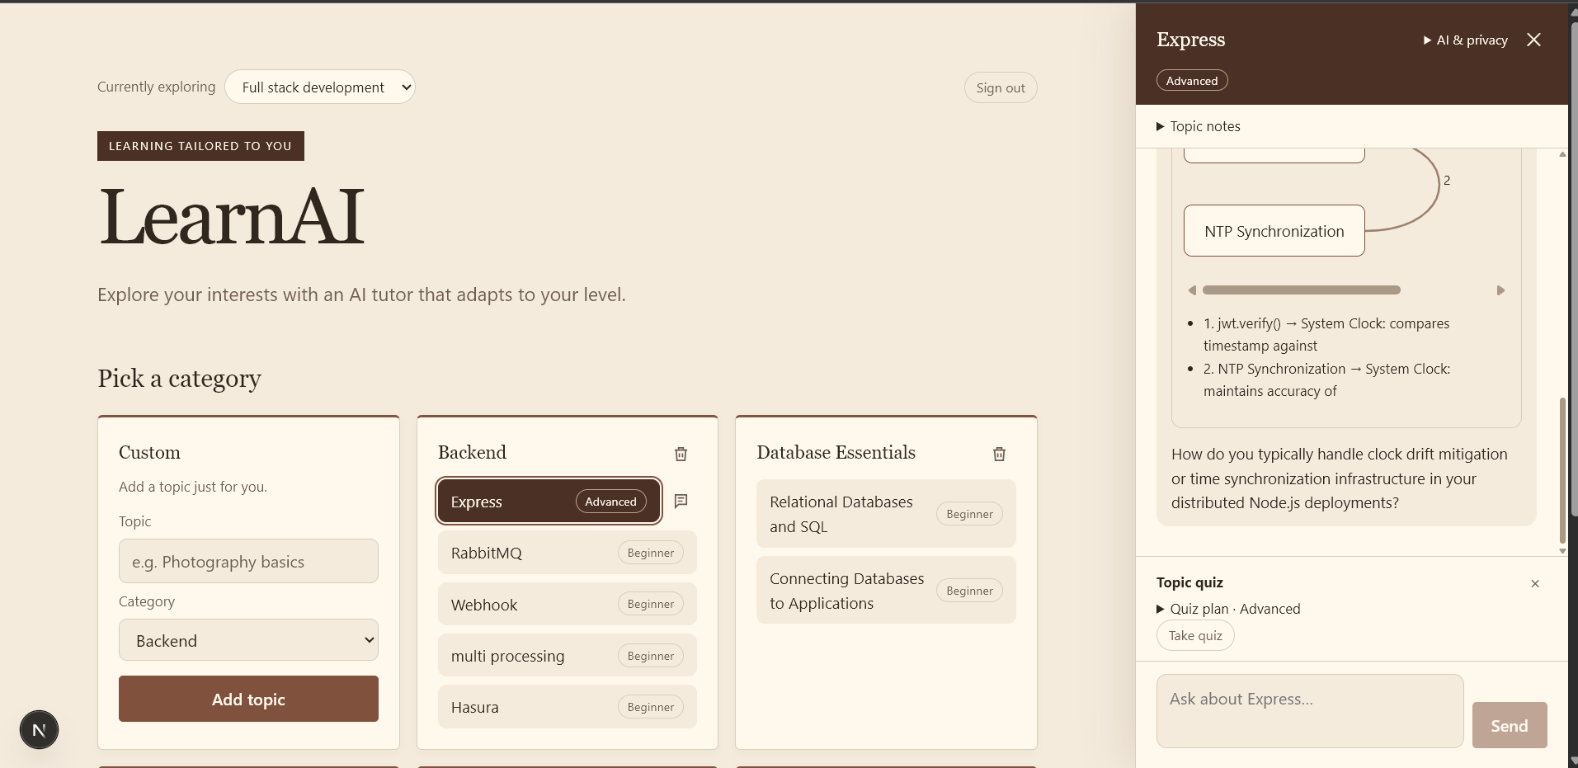 Currently exploring
Full stack development
Sign out
LEARNING TAILORED TO YOU
LearnAI
Explore your interests with an AI tutor that adapts to your level.
Pick a category
Custom
Add a topic just for you.
Topic
e.g. Photography basics
Category
Backend
Add topic
Backend
Express
Advanced
RabbitMQ
Beginner
Webhook
Beginner
multi processing
Beginner
Hasura
Beginner
Database Essentials
Relational Databases
and SQL
Beginner
Connecting Databases
to Applications
Beginner
N
Express
AI & privacy
Advanced
Topic notes
2
NTP Synchronization
1. jwt.verify() → System Clock: compares
timestamp against
2. NTP Synchronization → System Clock:
maintains accuracy of
How do you typically handle clock drift mitigation
or time synchronization infrastructure in your
distributed Node.js deployments?
Topic quiz
Quiz plan · Advanced
Take quiz
Ask about Express...
Send